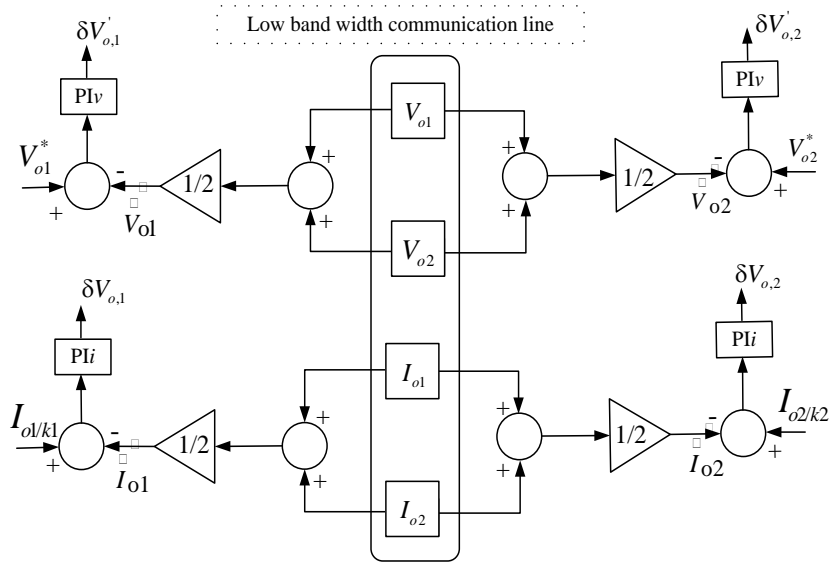 Low band width communication line
δV'o,1
δV'o,2
PIv
PIv
Vo1
V*o1
V*o2
+
+
-
-
1/2
1/2
+
+
+
+
Vo1
Vo2
Vo2
δVo,1
δVo,2
PIi
PIi
Io1
Io1/k1
Io2/k2
+
+
-
-
1/2
1/2
+
+
+
+
Io1
Io2
Io2